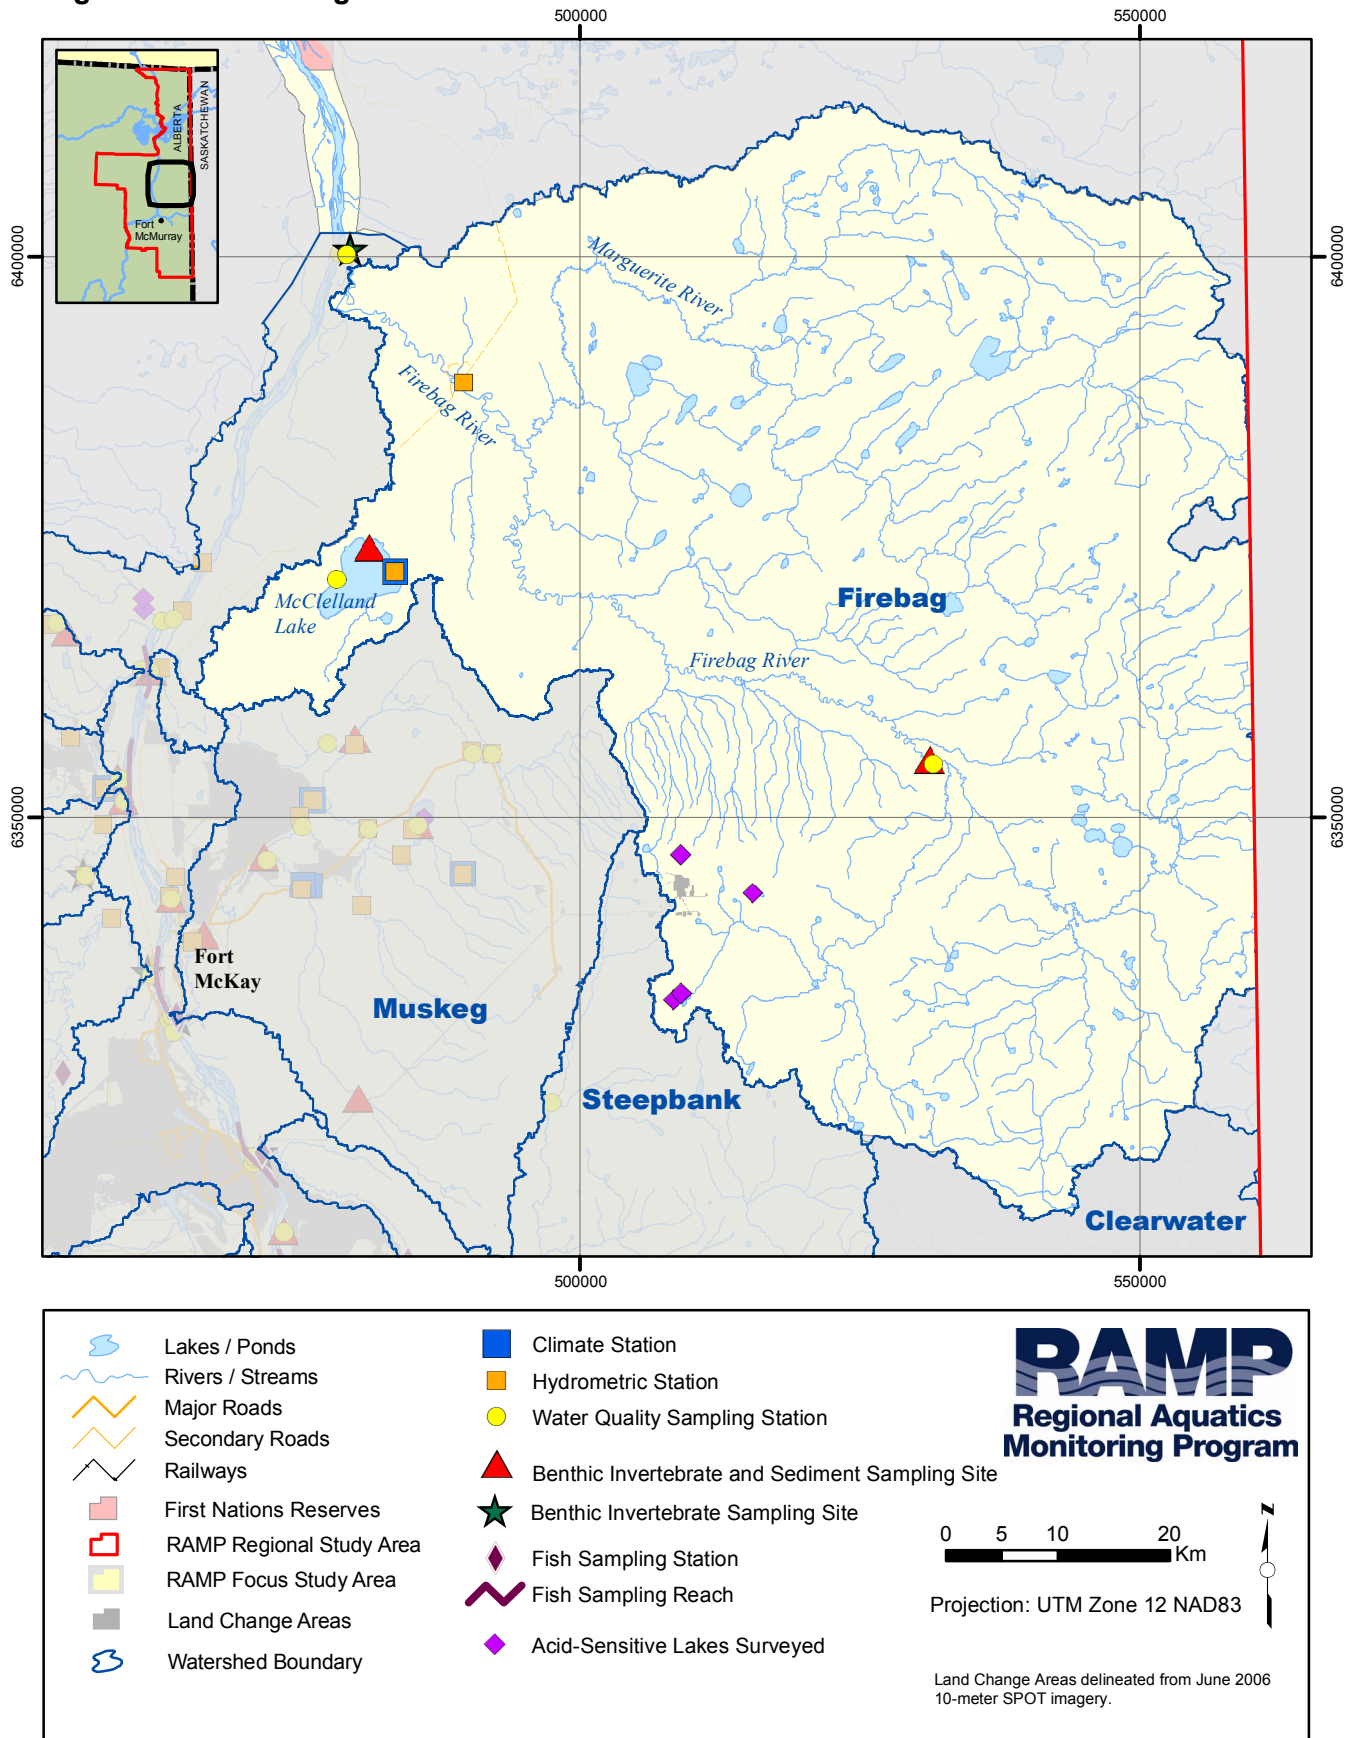 500000
550000
ALBERTA
SASKATCHEWAN
Fort
McMurray
6400000
6400000
Marguerite River
Firebag River
McClelland
Lake
Firebag
Firebag River
6350000
6350000
Fort
McKay
Muskeg
Steepbank
Clearwater
500000
550000
Lakes / Ponds
Rivers / Streams
Major Roads
Secondary Roads
Railways
First Nations Reserves
RAMP Regional Study Area
RAMP Focus Study Area
Land Change Areas
Watershed Boundary
Climate Station
Hydrometric Station
Water Quality Sampling Station
Benthic Invertebrate and Sediment Sampling Site
Benthic Invertebrate Sampling Site
Fish Sampling Station
Fish Sampling Reach
Acid-Sensitive Lakes Surveyed
RAMP
Regional Aquatics
Monitoring Program
N
0 5 10 20
Km
Projection: UTM Zone 12 NAD83
Land Change Areas delineated from June 2006
10-meter SPOT imagery.